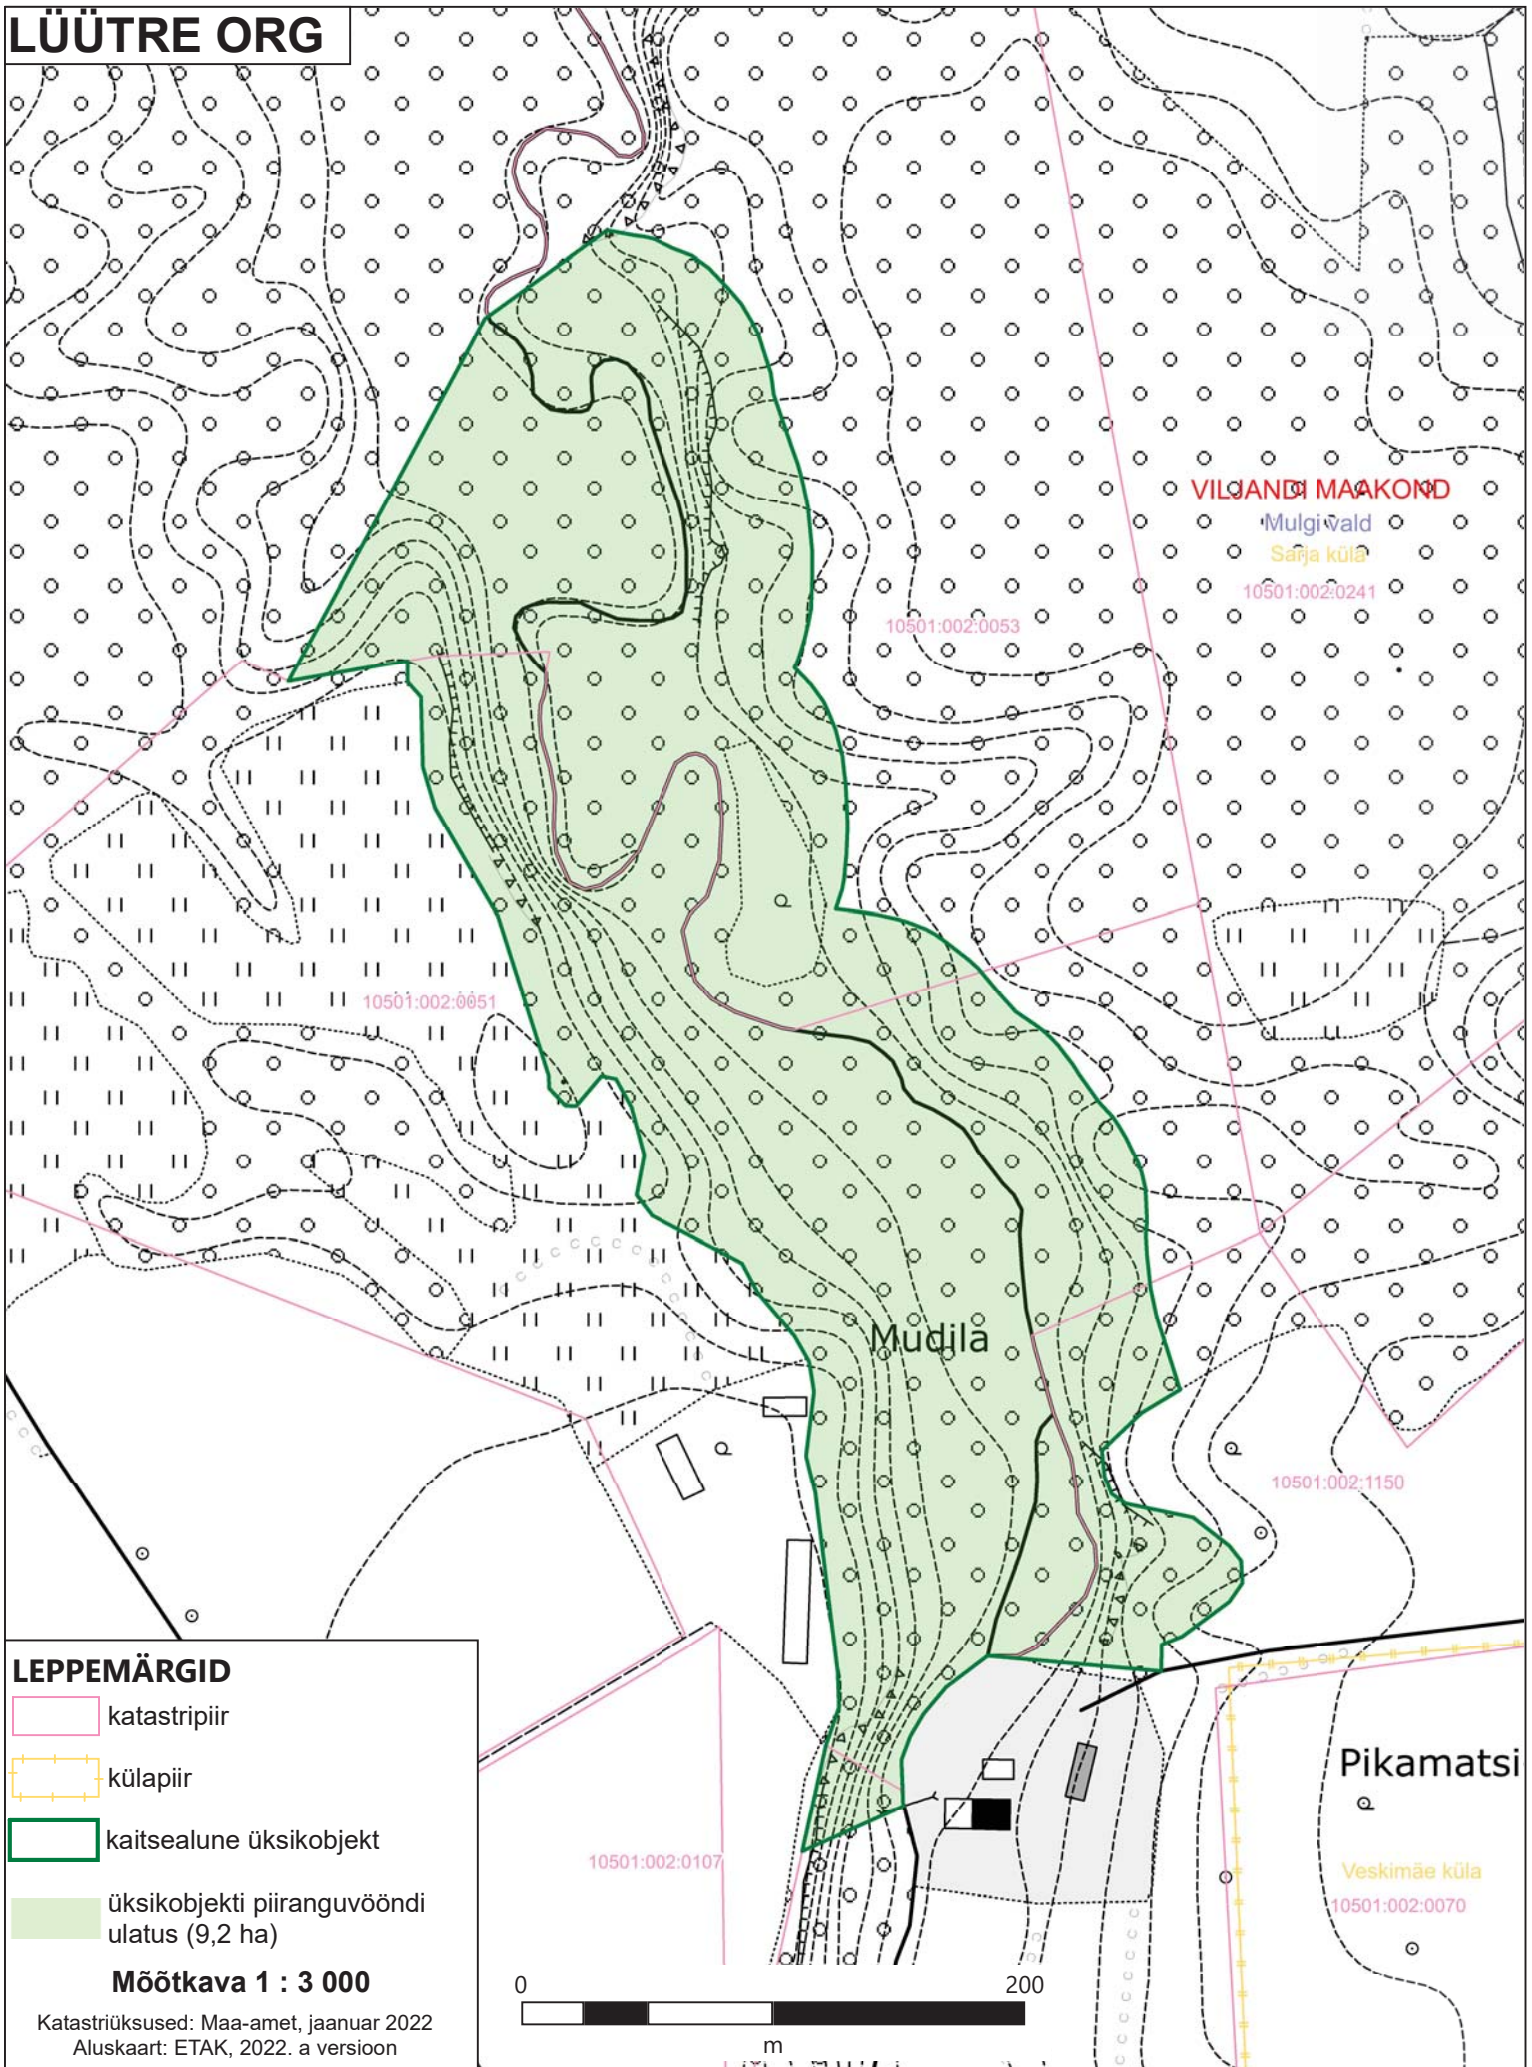 LÜÜTRE ORG
VILJANDI MAAKOND
Mulgi vald
Sarja küla
10501:002:0241
10501:002:0053
10501:002:0051
Mudila
10501:002:1150
Pikamatsi
Veskimäe küla
10501:002:0070
10501:002:0107
LEPPEMÄRGID
katastripiir
külapiir
kaitsealune üksikobjekt
üksikobjekti piiranguvööndi
ulatus (9,2 ha)
Mõõtkava 1 : 3 000
Katastriüksused: Maa-amet, jaanuar 2022
Aluskaart: ETAK, 2022. a versioon
0 200
m